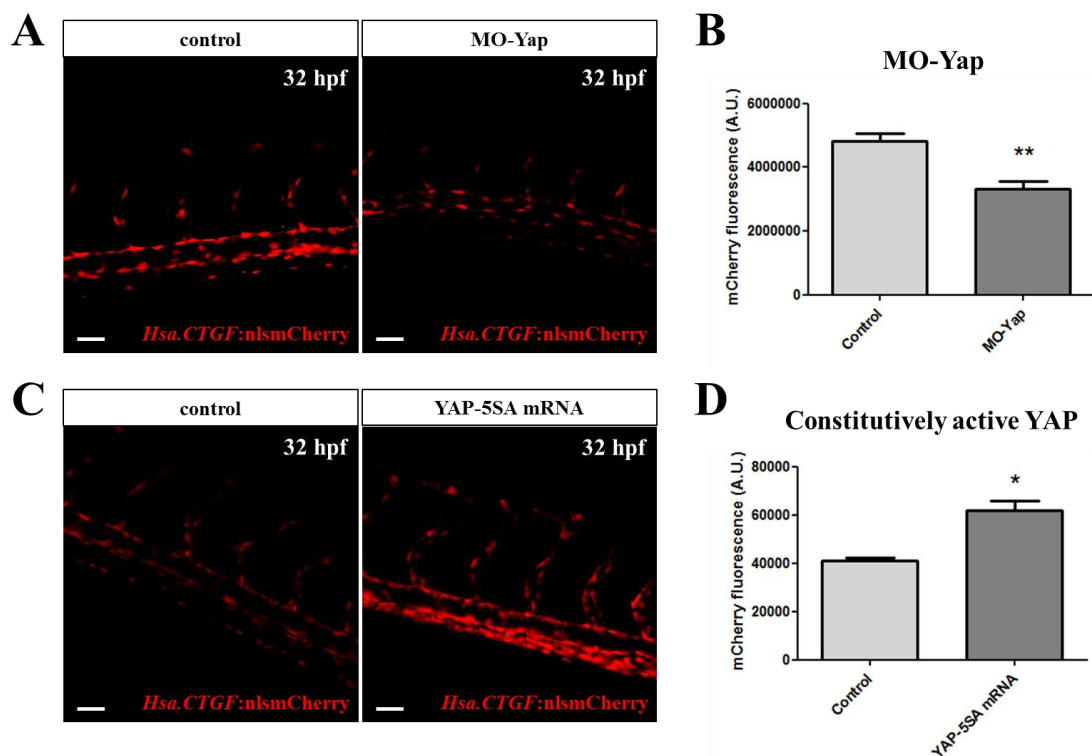 A
control
MO-Yap
32 hpf
32 hpf
Hsa.CTGF:nlsmCherry
Hsa.CTGF:nlsmCherry
B
MO-Yap
mCherry fluorescence (A.U.)
6000000
4000000
2000000
0
**
Control
MO-Yap
C
control
YAP-5SA mRNA
32 hpf
32 hpf
Hsa.CTGF:nlsmCherry
Hsa.CTGF:nlsmCherry
D
Constitutively active YAP
mCherry fluorescence (A.U.)
80000
60000
40000
20000
0
*
Control
YAP-5SA mRNA